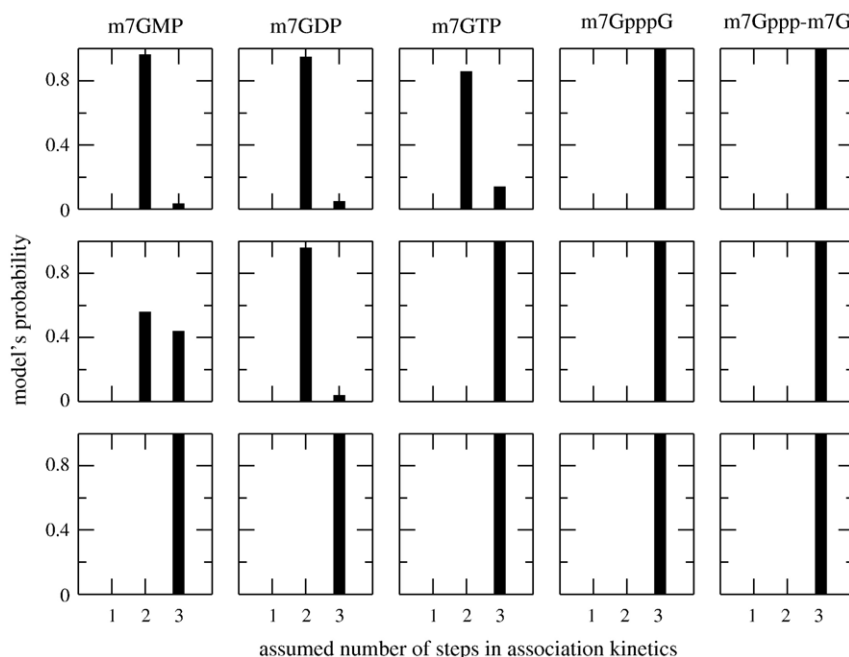 m7GMP m7GDP m7GTP m7GpppG m7Gppp-m7G
0.8
0.4
0
0.8
0.4
0
0.8
0.4
0
model's probability
1 2 3 1 2 3 1 2 3 1 2 3 1 2 3
assumed number of steps in association kinetics